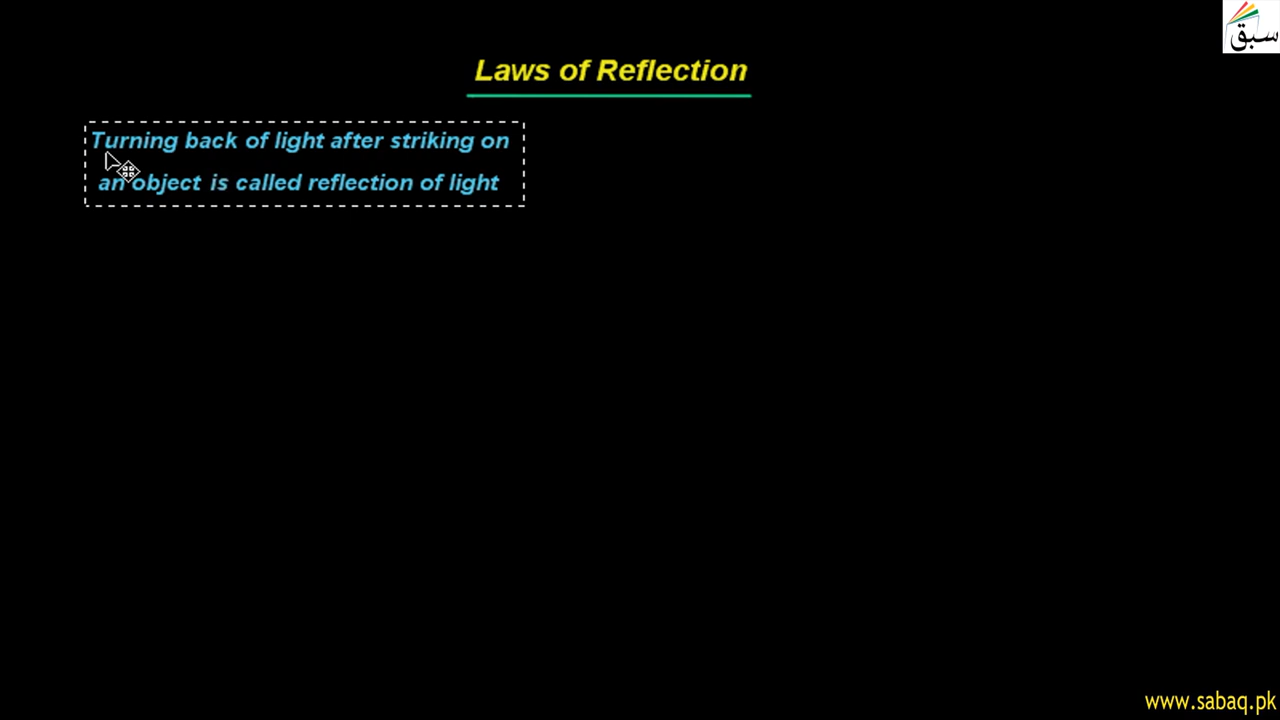 سبق
Laws of Reflection
Turning back of light after striking on
an object is called reflection of light
www.sabaq.pk